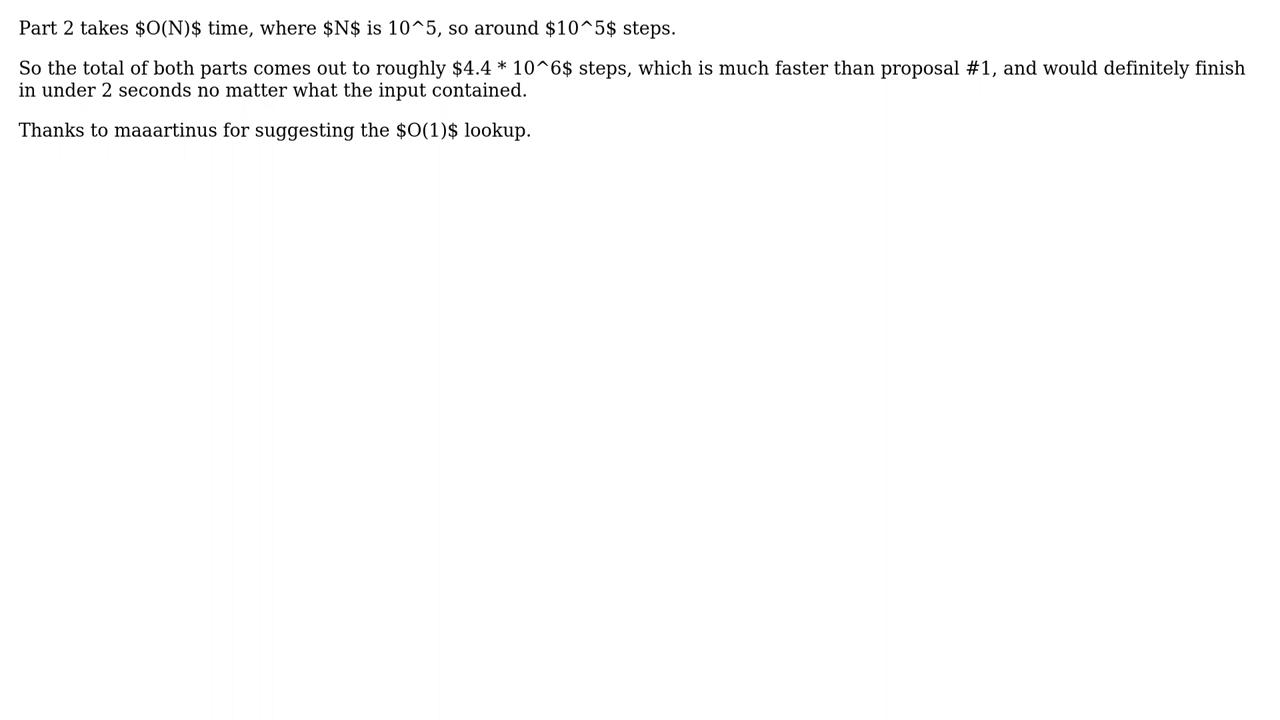 Part 2 takes $O(N)$ time, where $N$ is 10^5, so around $10^5$ steps.
So the total of both parts comes out to roughly $4.4 * 10^6$ steps, which is much faster than proposal #1, and would definitely finish
in under 2 seconds no matter what the input contained.
Thanks to maaartinus for suggesting the $O(1)$ lookup.